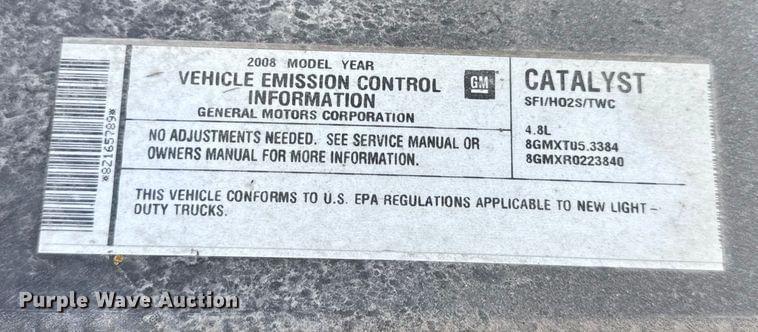 2008 MODEL YEAR
VEHICLE EMISSION CONTROL
INFORMATION
GENERAL MOTORS CORPORATION
GM
NO ADJUSTMENTS NEEDED. SEE SERVICE MANUAL OR
OWNERS MANUAL FOR MORE INFORMATION.
CATALYST
SFI/HO2S/TWC
4.8L
8GMXT05.3384
8GMXR0223840
THIS VEHICLE CONFORMS TO U.S. EPA REGULATIONS APPLICABLE TO NEW LIGHT-
DUTY TRUCKS.
*82165789*
Purple Wave Auction